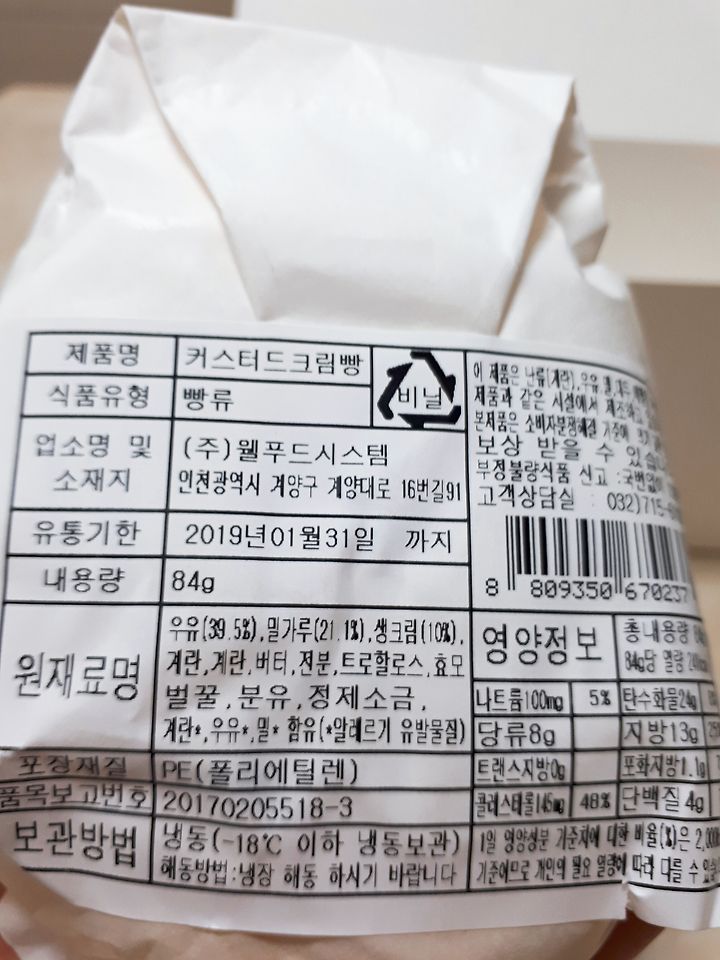 제품명 커스터드크림빵
식품유형 빵류
비닐
업소명 및 소재지 (주)웰푸드시스템
인천광역시 계양구 계양대로 16번길91
유통기한 2019년01월31일 까지
내용량 84g
원재료명 우유(39.5%),밀가루(21.1%),생크림(10%),
계란,계란,버터,전분,트로할로스,효모
벌꿀,분유,정제소금,
계란*,우유*,밀* 함유(*알레르기 유발물질)
포장재질 PE(폴리에틸렌)
품목보고번호 20170205518-3
보관방법 냉동(-18℃ 이하 냉동보관)
해동방법:냉장 해동 하시기 바랍니다
제품은 난류(계란),우유
제품과 같은 시설에서
본제품은 소비자분쟁해결 기준에
보상 받을 수
부정불량식품 신고 :국번없이
고객상담실 : 032)715-
8 809350 670237
영양정보 총내용량
84g당 열량
나트륨100mg 5% 탄수화물24g
당류8g 지방13g
트랜스지방0g 포화지방1.1g
콜레스테롤145mg 48% 단백질4g
1일 영양성분 기준치에 대한 비율(%)은
기준이므로 개인의 필요 열량에 따라 다를 수